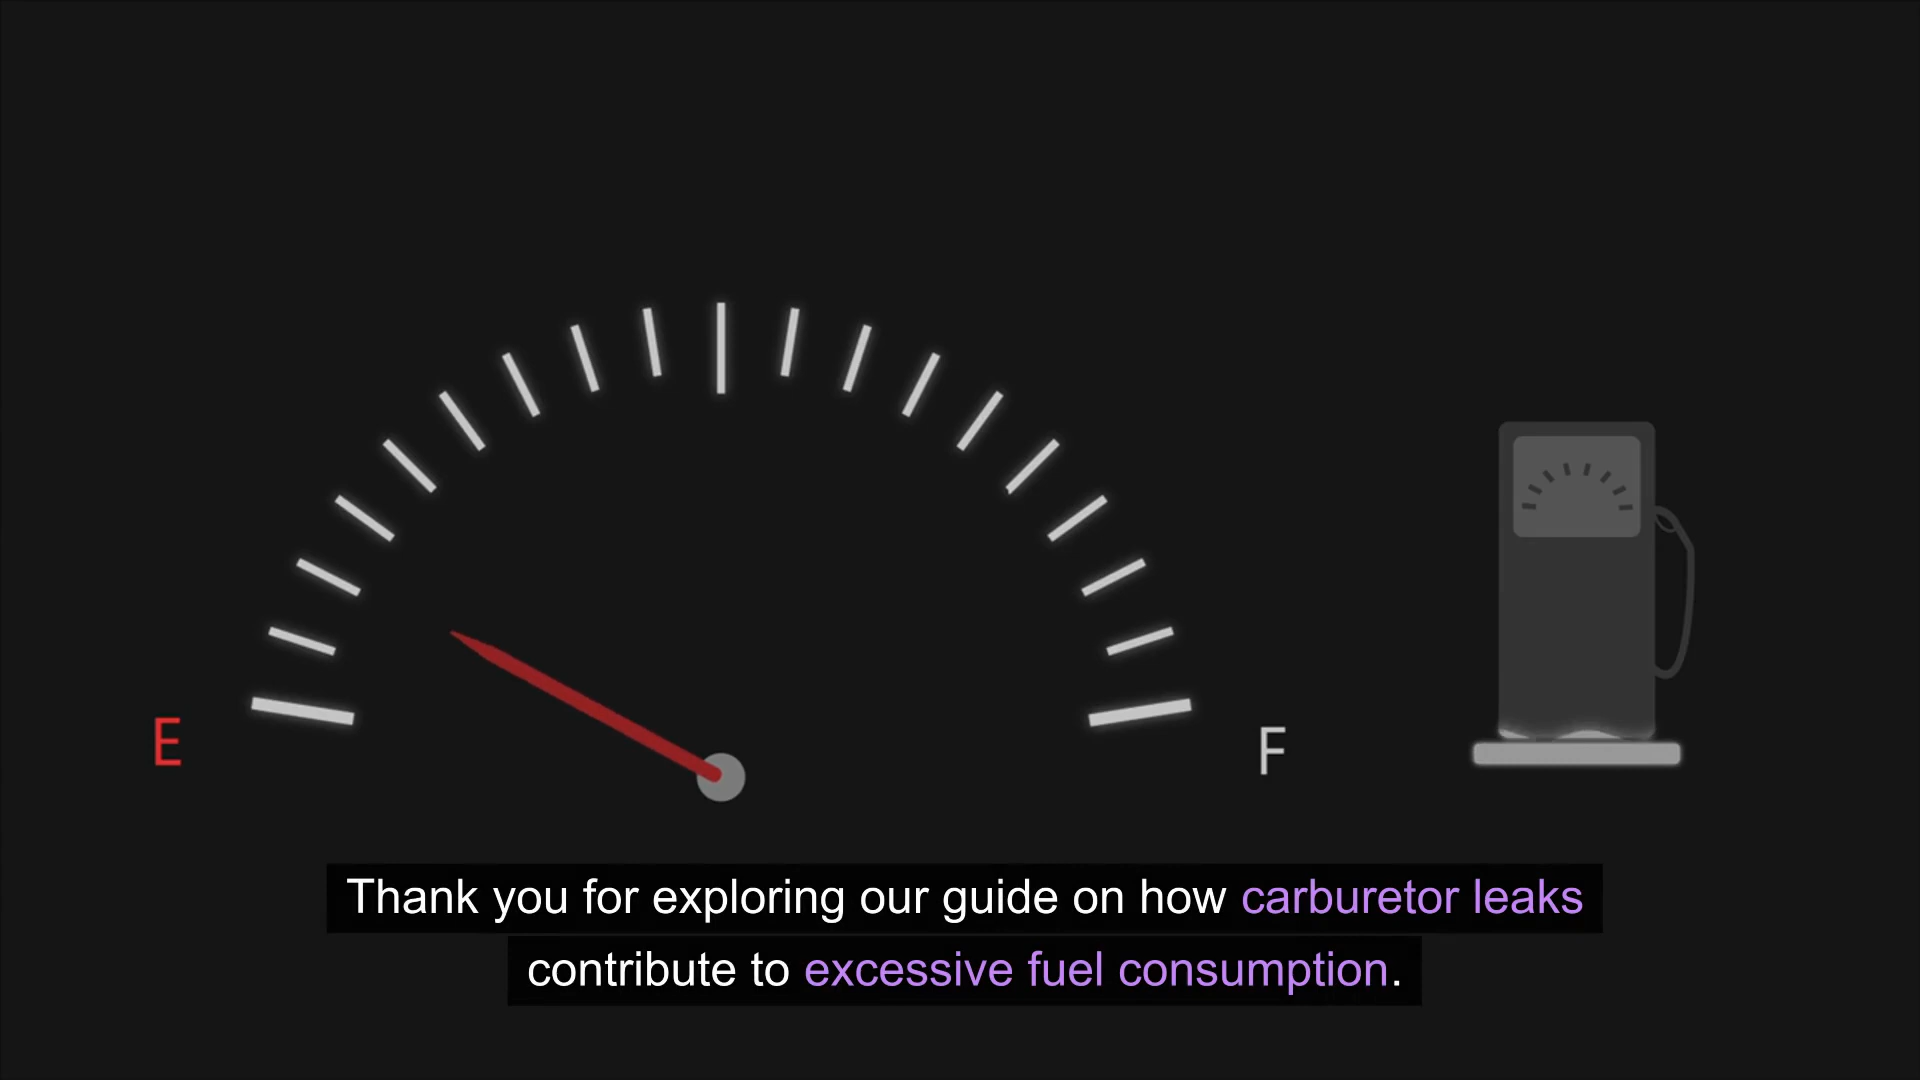 E
F
Thank you for exploring our guide on how carburetor leaks
contribute to excessive fuel consumption.